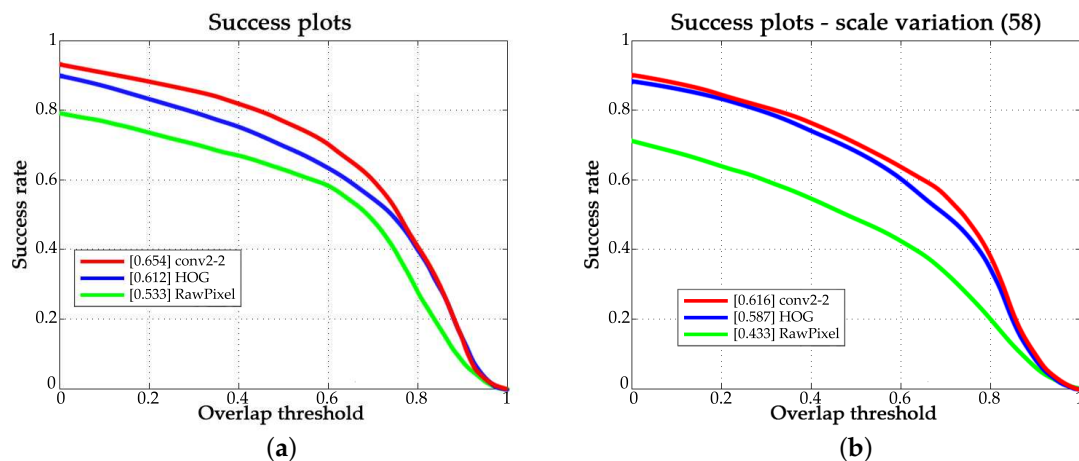 Success plots
Success rate
1
0.8
0.6
0.4
0.2
0
[0.654] conv2-2
[0.612] HOG
[0.533] RawPixel
0 0.2 0.4 0.6 0.8 1
Overlap threshold
(a)
Success plots - scale variation (58)
Success rate
1
0.8
0.6
0.4
0.2
0
[0.616] conv2-2
[0.587] HOG
[0.433] RawPixel
0 0.2 0.4 0.6 0.8 1
Overlap threshold
(b)